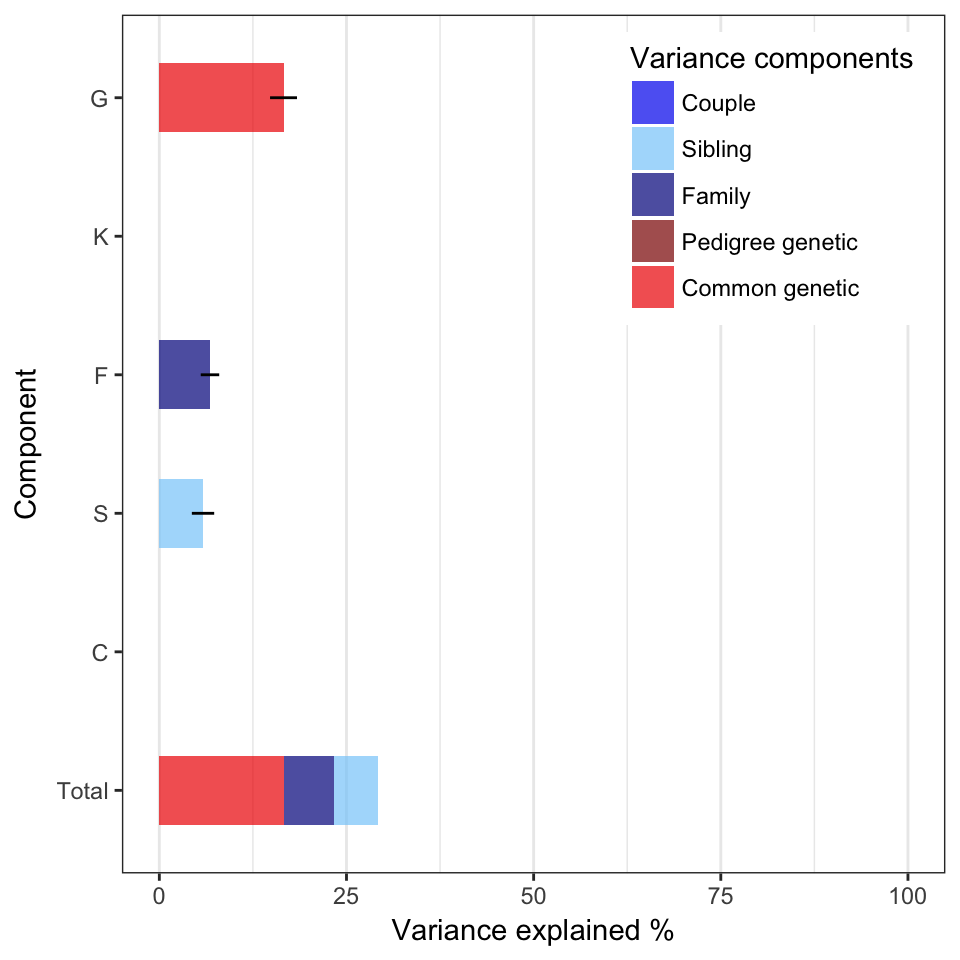 Variance components
Couple
Sibling
Family
Pedigree genetic
Common genetic
G
K
F
S
C
Total
Component
0 25 50 75 100
Variance explained %